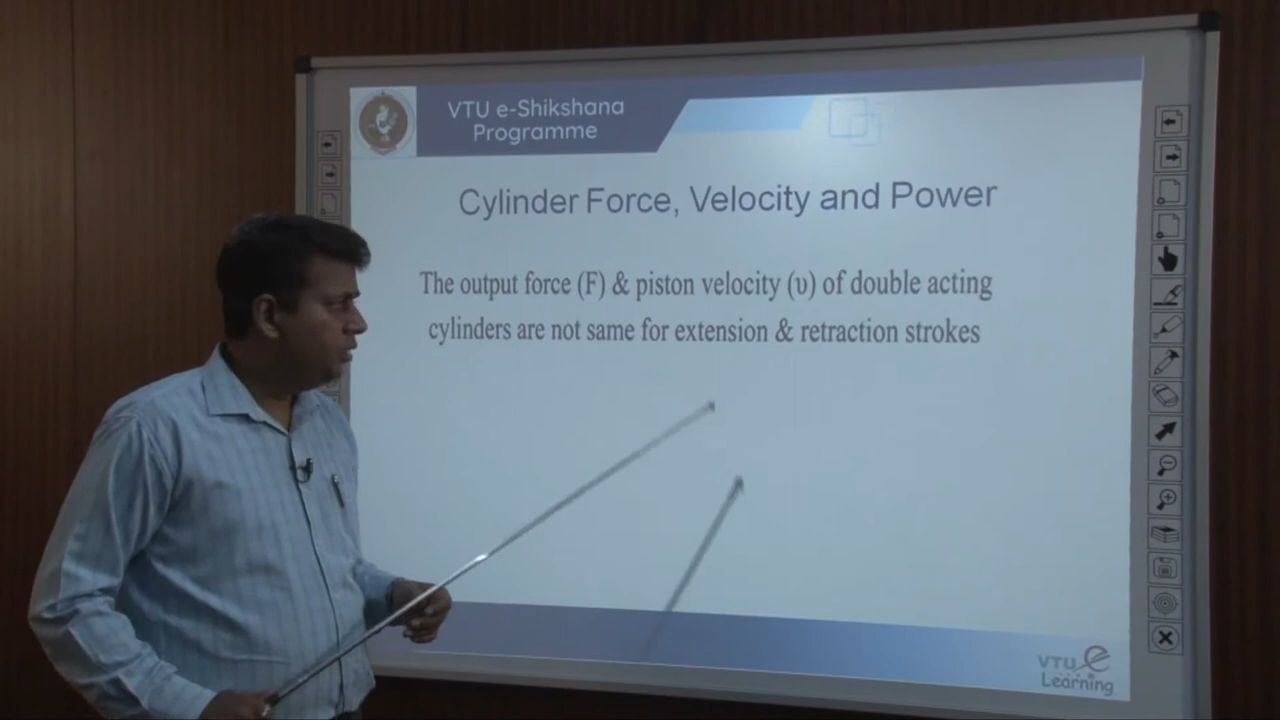 VTU e-Shikshana
Programme
Cylinder Force, Velocity and Power
The output force (F) & piston velocity (υ) of double acting
cylinders are not same for extension & retraction strokes
VTU e
Learning